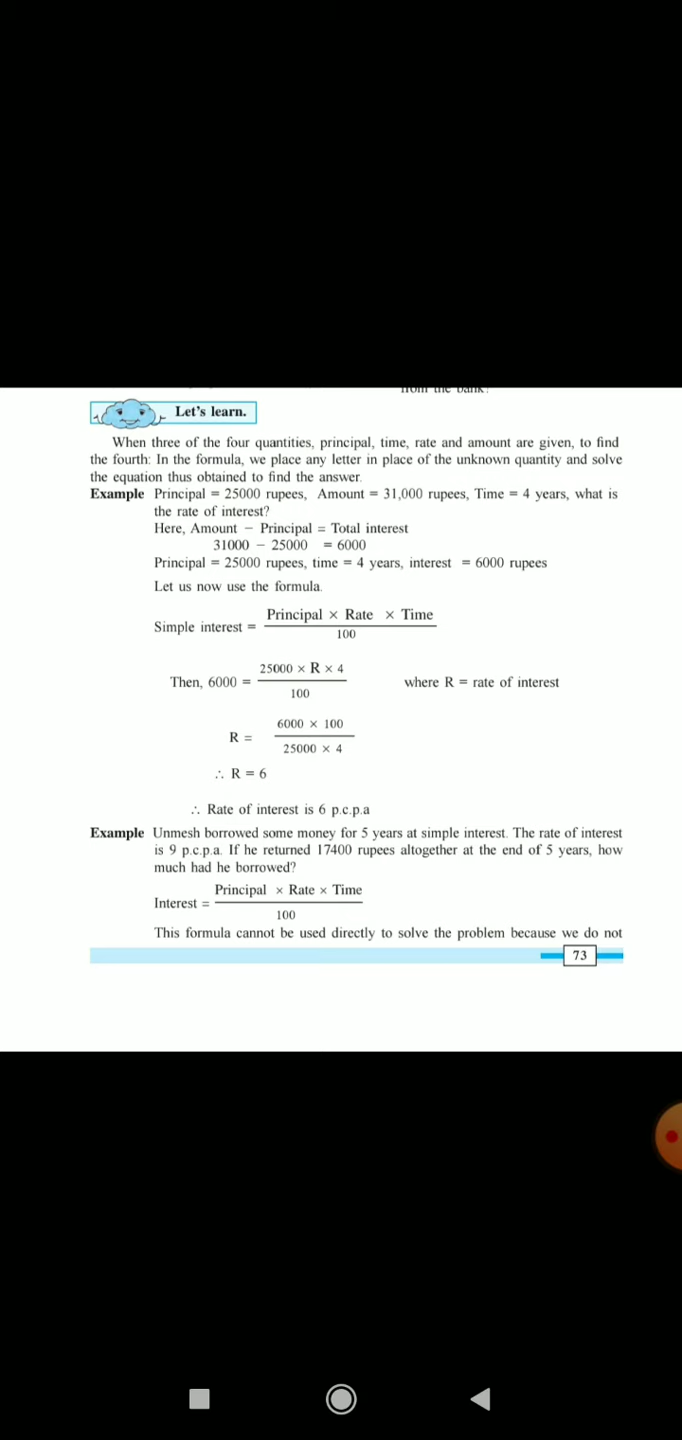 Let's learn.
When three of the four quantities, principal, time, rate and amount are given, to find
the fourth: In the formula, we place any letter in place of the unknown quantity and solve
the equation thus obtained to find the answer.
Example Principal = 25000 rupees, Amount = 31,000 rupees, Time = 4 years, what is
the rate of interest?
Here, Amount − Principal = Total interest
31000 − 25000 = 6000
Principal = 25000 rupees, time = 4 years, interest = 6000 rupees
Let us now use the formula.
Principal × Rate × Time
Simple interest =
100
25000 × R × 4
Then, 6000 =
where R = rate of interest
100
6000 × 100
R =
25000 × 4
∴ R = 6
∴ Rate of interest is 6 p.c.p.a
Example Unmesh borrowed some money for 5 years at simple interest. The rate of interest
is 9 p.c.p.a. If he returned 17400 rupees altogether at the end of 5 years, how
much had he borrowed?
Principal × Rate × Time
Interest =
100
This formula cannot be used directly to solve the problem because we do not
73